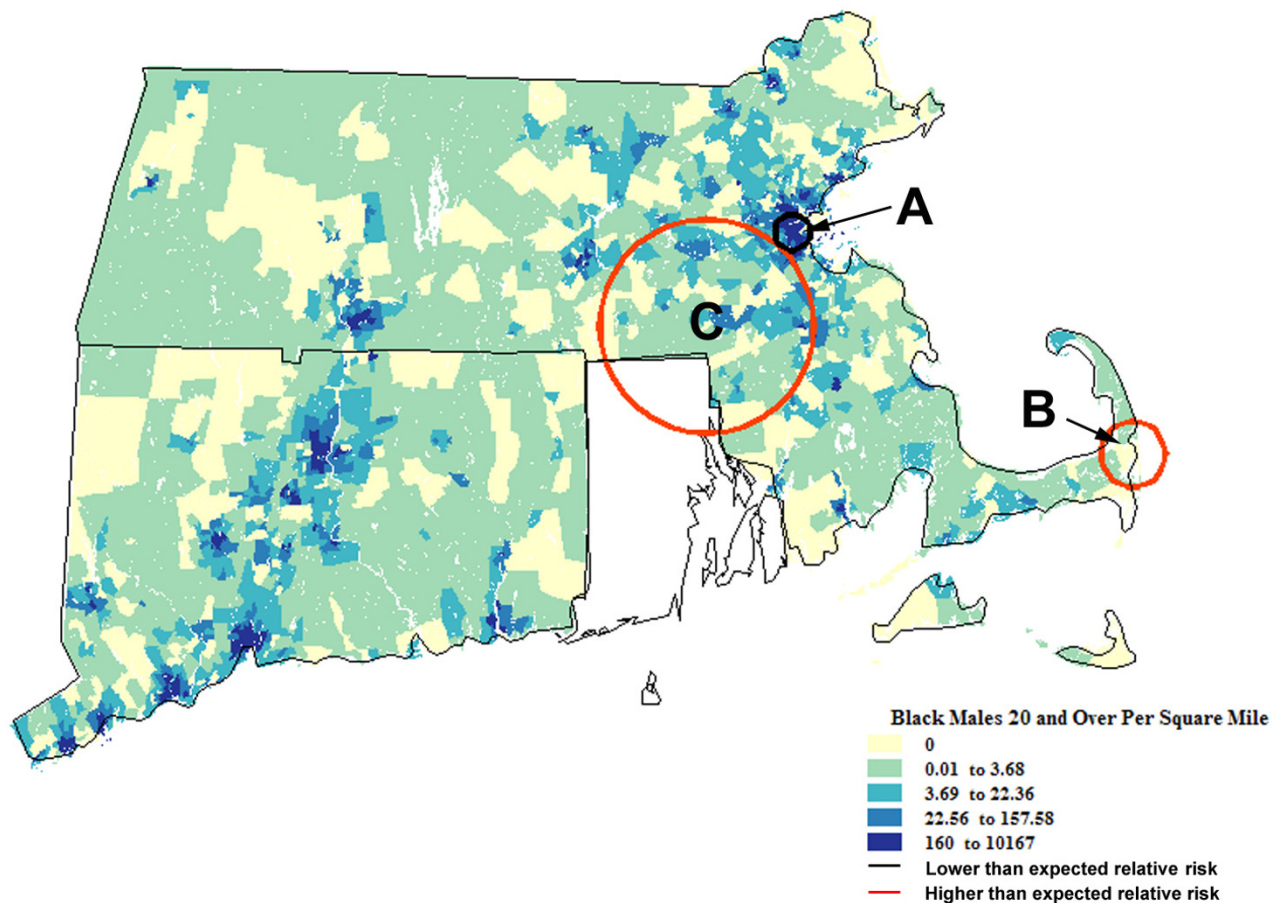 A
C
B
Black Males 20 and Over Per Square Mile
0
0.01 to 3.68
3.69 to 22.36
22.56 to 157.58
160 to 10167
Lower than expected relative risk
Higher than expected relative risk